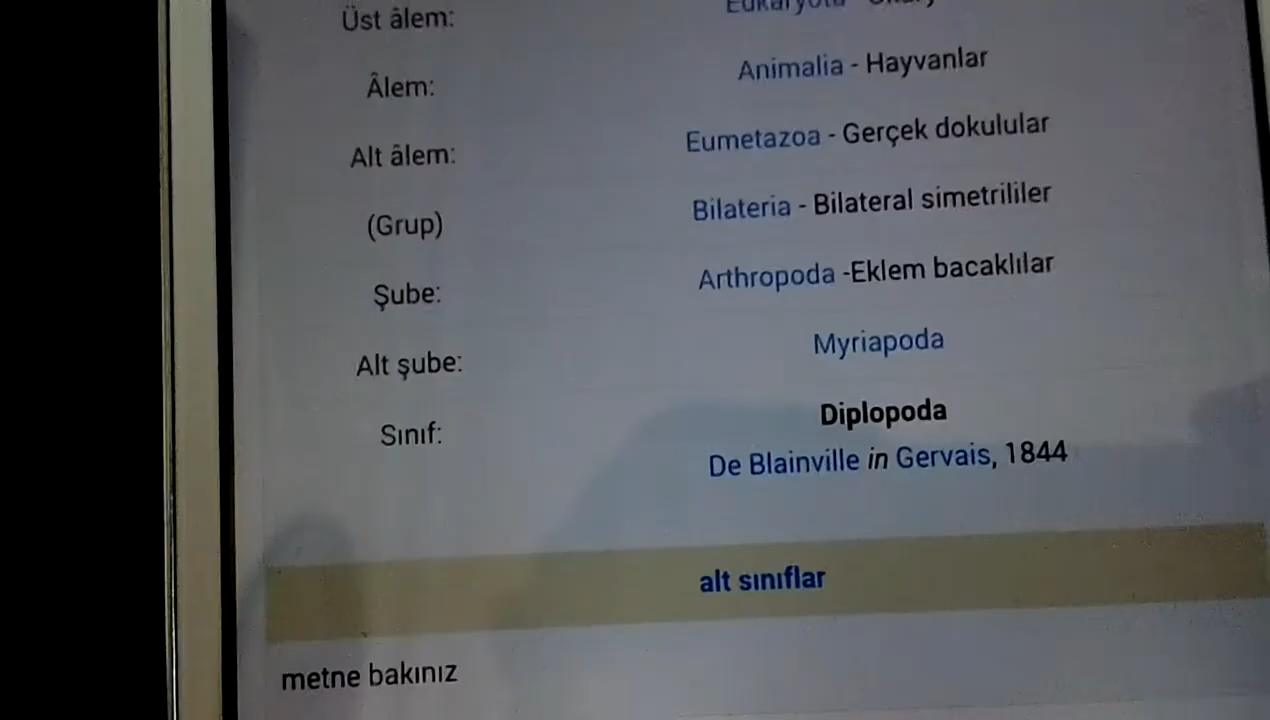 Üst âlem:
Âlem:
Animalia - Hayvanlar
Alt âlem:
Eumetazoa - Gerçek dokulular
(Grup)
Bilateria - Bilateral simetrililer
Şube:
Arthropoda -Eklem bacaklılar
Alt şube:
Myriapoda
Sınıf:
Diplopoda
De Blainville in Gervais, 1844
alt sınıflar
metne bakınız